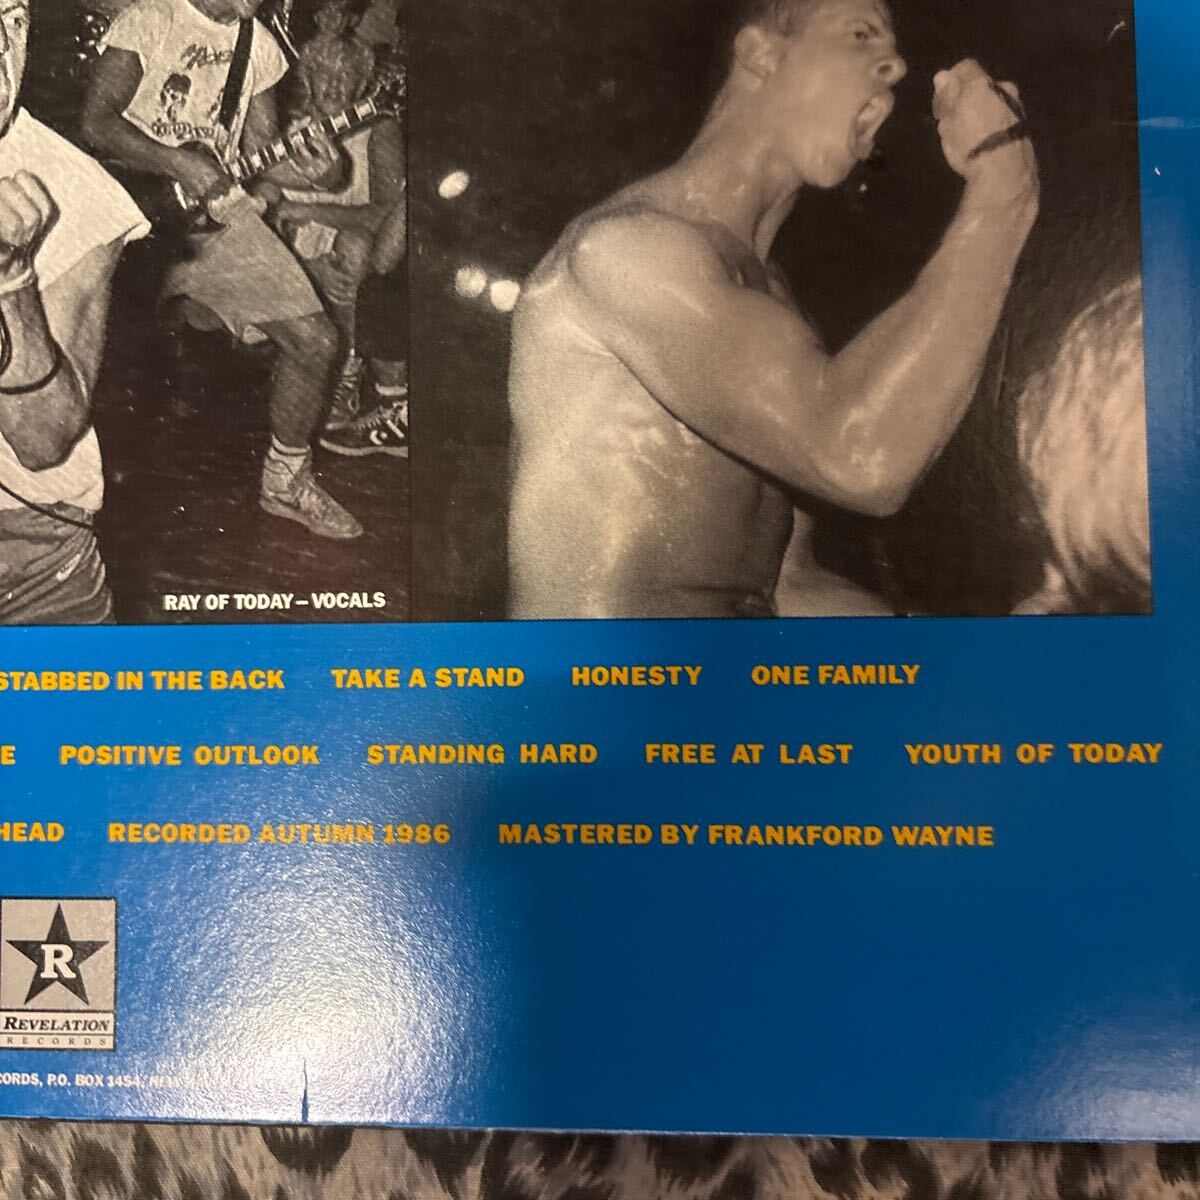 RAY OF TODAY – VOCALS
STABBED IN THE BACK TAKE A STAND HONESTY ONE FAMILY
E POSITIVE OUTLOOK STANDING HARD FREE AT LAST YOUTH OF TODAY
HEAD RECORDED AUTUMN 1986 MASTERED BY FRANKFORD WAYNE
R
REVELATION
RECORDS
CORDS, P.O. BOX 1454, NEW